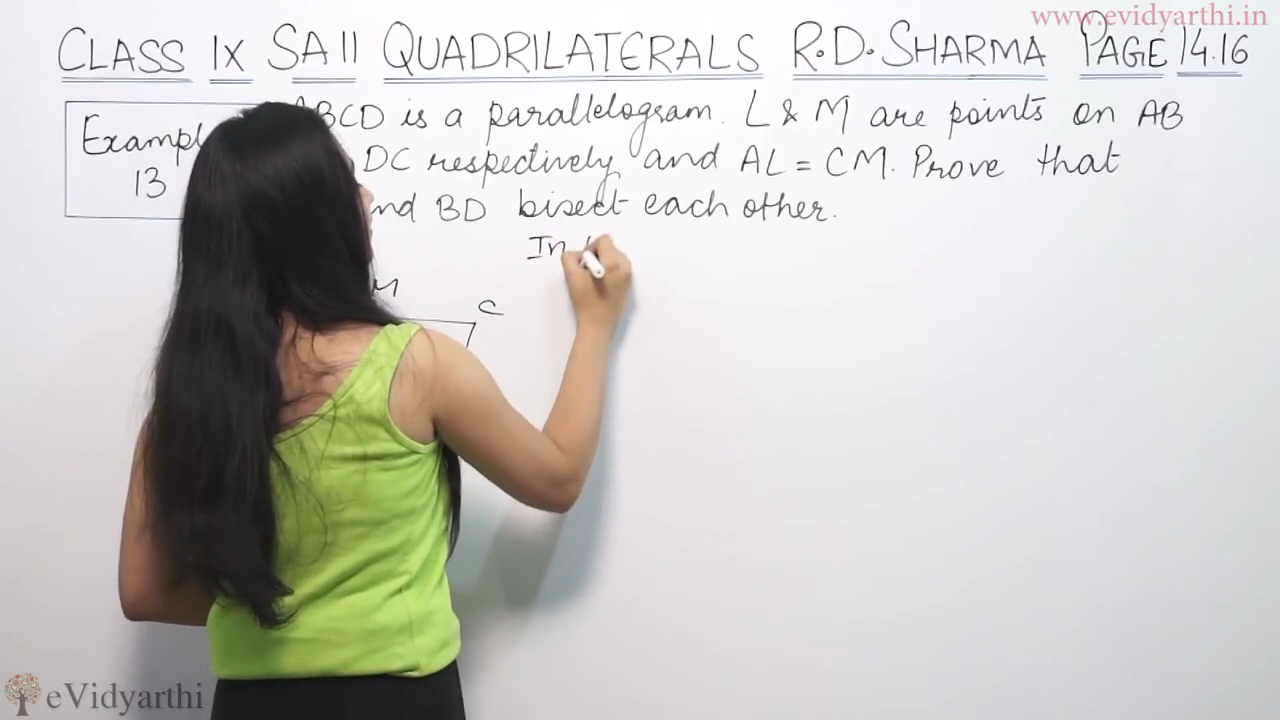 www.evidyarthi.in
CLASS IX SA II QUADRILATERALS R.D. SHARMA PAGE 14.16
Exampl BCD is a parallelogram. L & M are points on AB
13 DC respectively and AL = CM. Prove that
nd BD bisect each other.
In
M
C
eVidyarthi